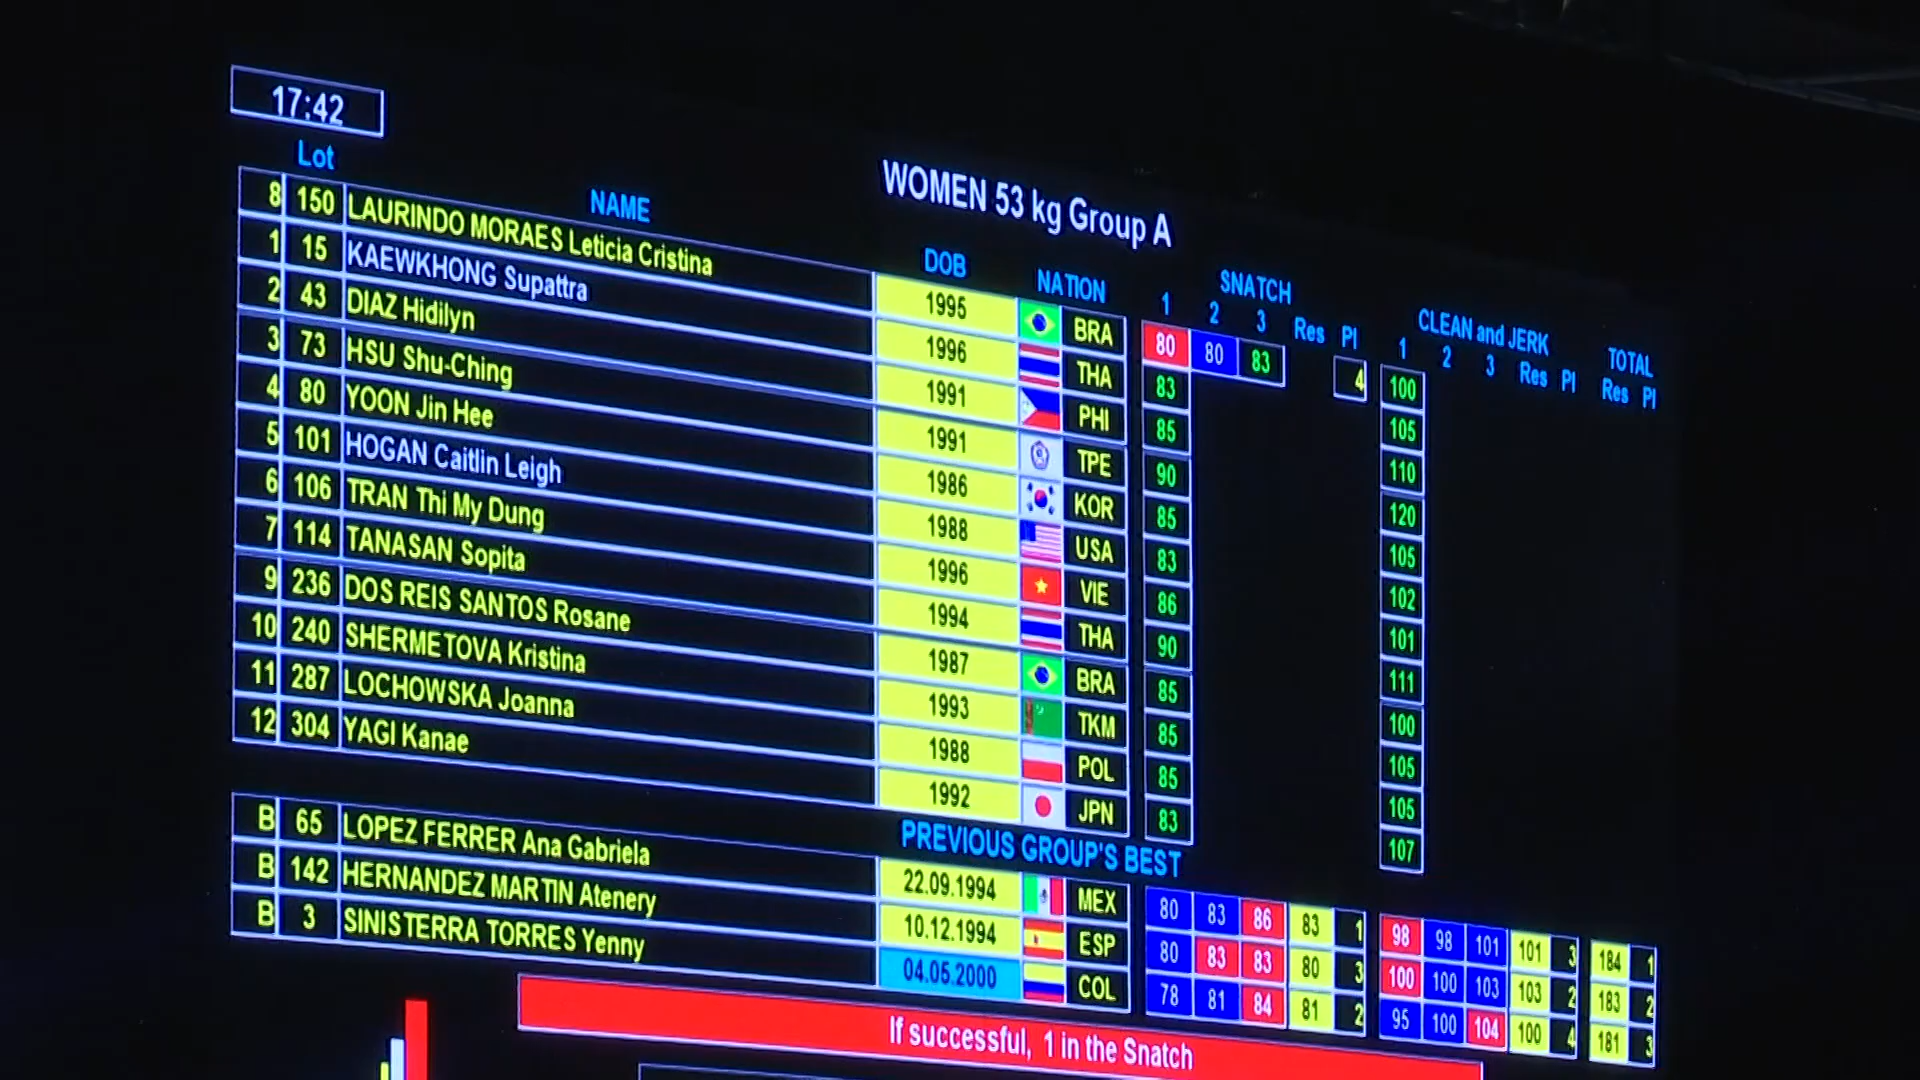 17:42
WOMEN 53 kg Group A
Lot NAME DOB NATION SNATCH CLEAN and JERK TOTAL
1 2 3 Res Pl 1 2 3 Res Pl Res Pl
8 150 LAURINDO MORAES Leticia Cristina 1995 BRA 80 80 83 4 100
1 15 KAEWKHONG Supattra 1996 THA 83 105
2 43 DIAZ Hidilyn 1991 PHI 85 110
3 73 HSU Shu-Ching 1991 TPE 90 120
4 80 YOON Jin Hee 1986 KOR 85 105
5 101 HOGAN Caitlin Leigh 1988 USA 83 102
6 106 TRAN Thi My Dung 1996 VIE 86 101
7 114 TANASAN Sopita 1994 THA 90 111
9 236 DOS REIS SANTOS Rosane 1987 BRA 85 100
10 240 SHERMETOVA Kristina 1993 TKM 85 105
11 287 LOCHOWSKA Joanna 1988 POL 85 105
12 304 YAGI Kanae 1992 JPN 83 107
PREVIOUS GROUP'S BEST
B 65 LOPEZ FERRER Ana Gabriela 22.09.1994 MEX 80 83 86 83 1 98 98 101 101 3 184 1
B 142 HERNANDEZ MARTIN Atenery 10.12.1994 ESP 80 83 83 80 3 100 100 103 103 2 183 2
B 3 SINISTERRA TORRES Yenny 04.05.2000 COL 78 81 84 81 2 95 100 104 100 4 181 3
If successful, 1 in the Snatch